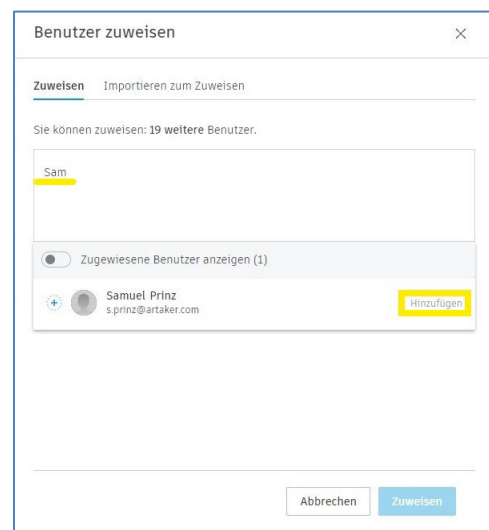 Benutzer zuweisen
Zuweisen Importieren zum Zuweisen
Sie können zuweisen: 19 weitere Benutzer.
Sam
Zugewiesene Benutzer anzeigen (1)
Samuel Prinz
s.prinz@artaker.com
Hinzufügen
Abbrechen Zuweisen